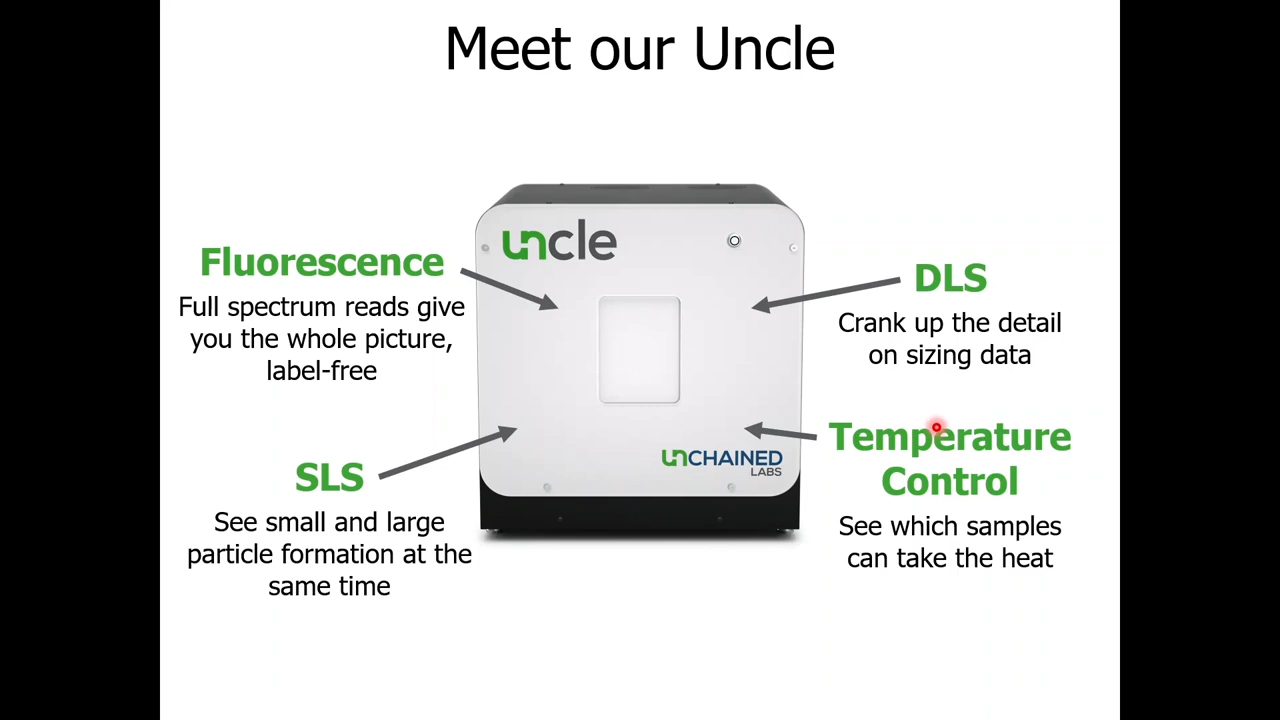 Meet our Uncle
uncle
Fluorescence
Full spectrum reads give
you the whole picture,
label-free
DLS
Crank up the detail
on sizing data
SLS
See small and large
particle formation at the
same time
Temperature
Control
See which samples
can take the heat
UNCHAINED
LABS